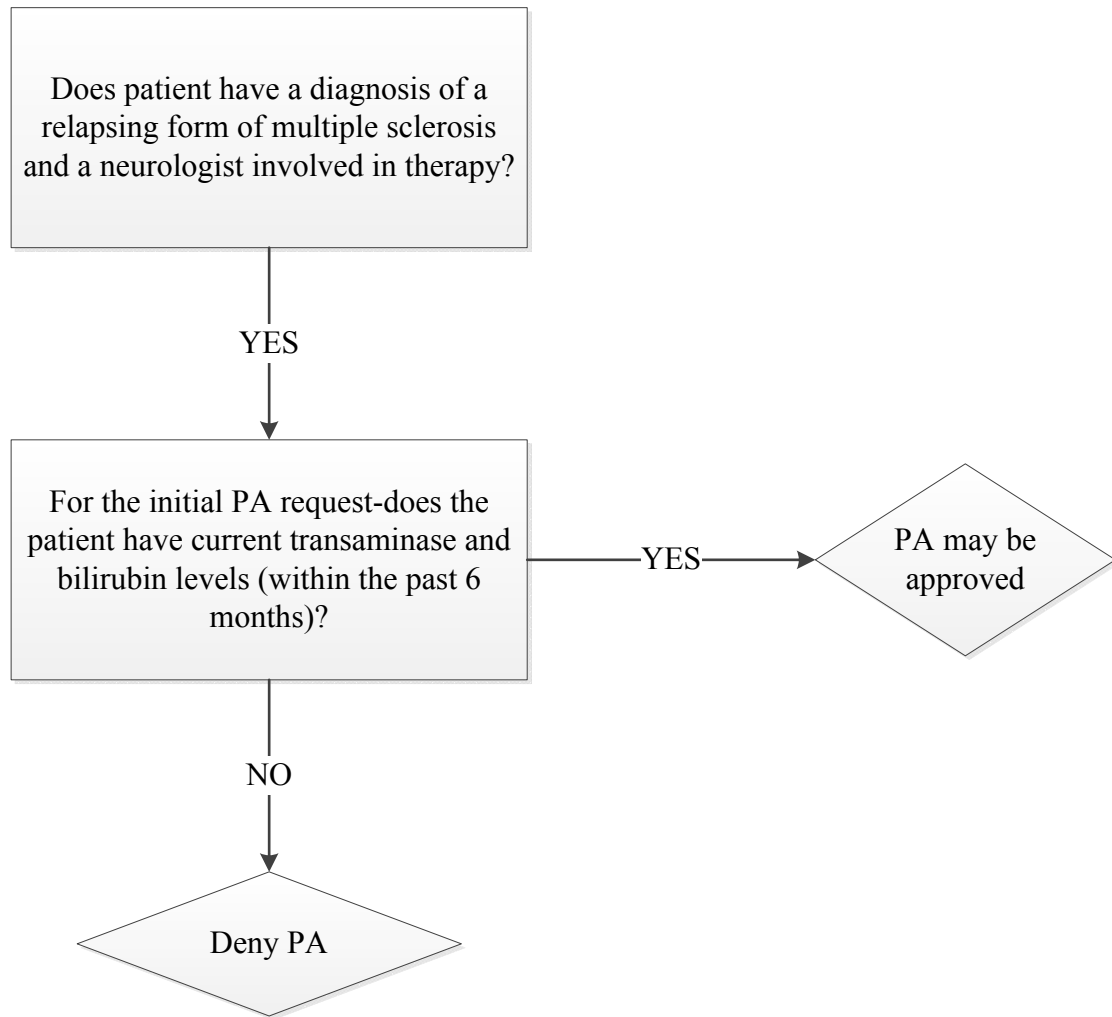 Does patient have a diagnosis of a
relapsing form of multiple sclerosis
and a neurologist involved in therapy?
YES
For the initial PA request-does the
patient have current transaminase and
bilirubin levels (within the past 6
months)?
YES
PA may be
approved
NO
Deny PA